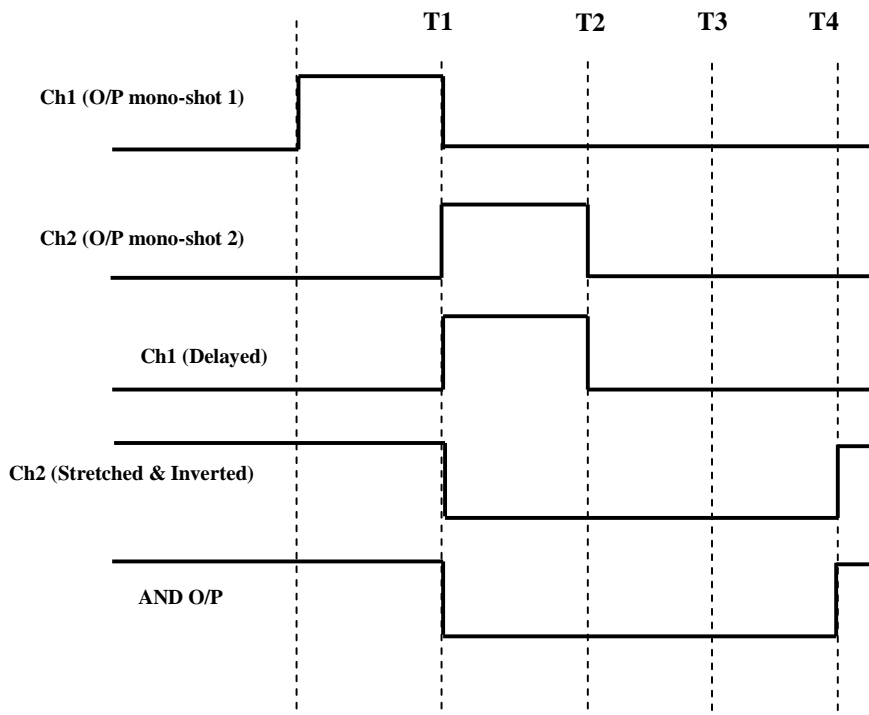 T1 T2 T3 T4
Ch1 (O/P mono-shot 1)
Ch2 (O/P mono-shot 2)
Ch1 (Delayed)
Ch2 (Stretched & Inverted)
AND O/P